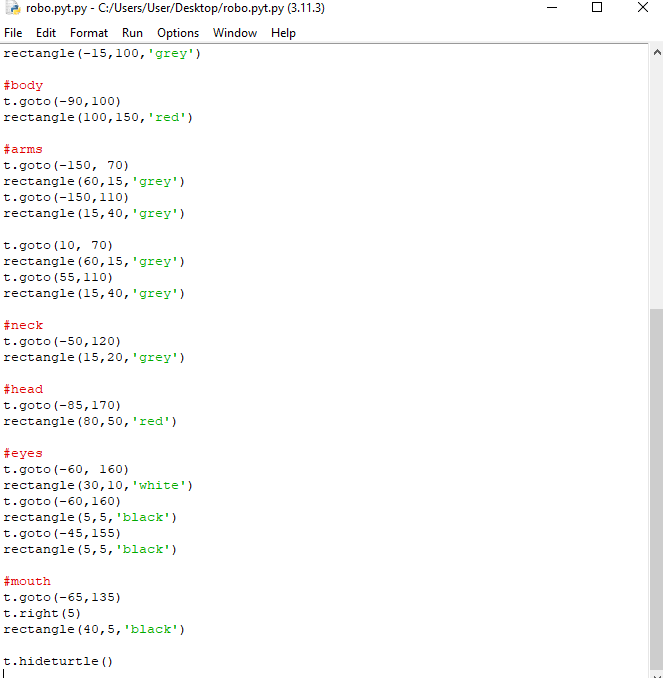 robo.pyt.py - C:/Users/User/Desktop/robo.pyt.py (3.11.3)
File Edit Format Run Options Window Help
rectangle(-15,100,'grey')
#body
t.goto(-90,100)
rectangle(100,150,'red')
#arms
t.goto(-150, 70)
rectangle(60,15,'grey')
t.goto(-150,110)
rectangle(15,40,'grey')
t.goto(10, 70)
rectangle(60,15,'grey')
t.goto(55,110)
rectangle(15,40,'grey')
#neck
t.goto(-50,120)
rectangle(15,20,'grey')
#head
t.goto(-85,170)
rectangle(80,50,'red')
#eyes
t.goto(-60, 160)
rectangle(30,10,'white')
t.goto(-60,160)
rectangle(5,5,'black')
t.goto(-45,155)
rectangle(5,5,'black')
#mouth
t.goto(-65,135)
t.right(5)
rectangle(40,5,'black')
t.hideturtle()